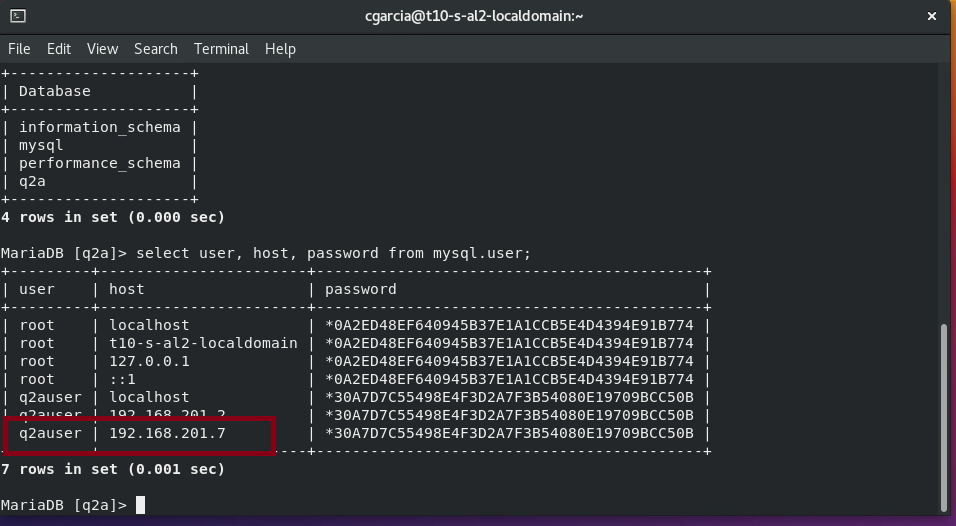 cgarcia@t10-s-al2-localdomain:~
File Edit View Search Terminal Help
+--------------------+
| Database           |
+--------------------+
| information_schema |
| mysql              |
| performance_schema |
| q2a                |
+--------------------+
4 rows in set (0.000 sec)
MariaDB [q2a]> select user, host, password from mysql.user;
+---------+-----------------------+-------------------------------------------+
| user    | host                  | password                                  |
+---------+-----------------------+-------------------------------------------+
| root    | localhost             | *0A2ED48EF640945B37E1A1CCB5E4D4394E91B774 |
| root    | t10-s-al2-localdomain | *0A2ED48EF640945B37E1A1CCB5E4D4394E91B774 |
| root    | 127.0.0.1             | *0A2ED48EF640945B37E1A1CCB5E4D4394E91B774 |
| root    | ::1                   | *0A2ED48EF640945B37E1A1CCB5E4D4394E91B774 |
| q2auser | localhost             | *30A7D7C55498E4F3D2A7F3B54080E19709BCC50B |
| q2auser | 192.168.201.2         | *30A7D7C55498E4F3D2A7F3B54080E19709BCC50B |
| q2auser | 192.168.201.7         | *30A7D7C55498E4F3D2A7F3B54080E19709BCC50B |
+---------+-----------------------+-------------------------------------------+
7 rows in set (0.001 sec)
MariaDB [q2a]>